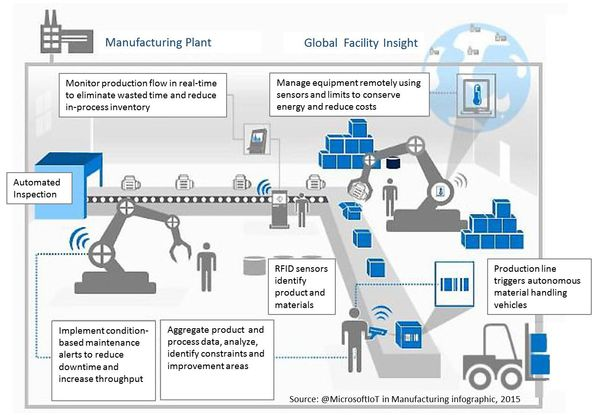 Manufacturing Plant
Global Facility Insight
Monitor production flow in real-time
to eliminate wasted time and reduce
in-process inventory
Manage equipment remotely using
sensors and limits to conserve
energy and reduce costs
Automated
Inspection
RFID sensors
identify
product and
materials
Production line
triggers autonomous
material handling
vehicles
Implement condition-
based maintenance
alerts to reduce
downtime and
increase throughput
Aggregate product and
process data, analyze,
identify constraints and
improvement areas
Source: @MicrosoftIoT in Manufacturing infographic, 2015